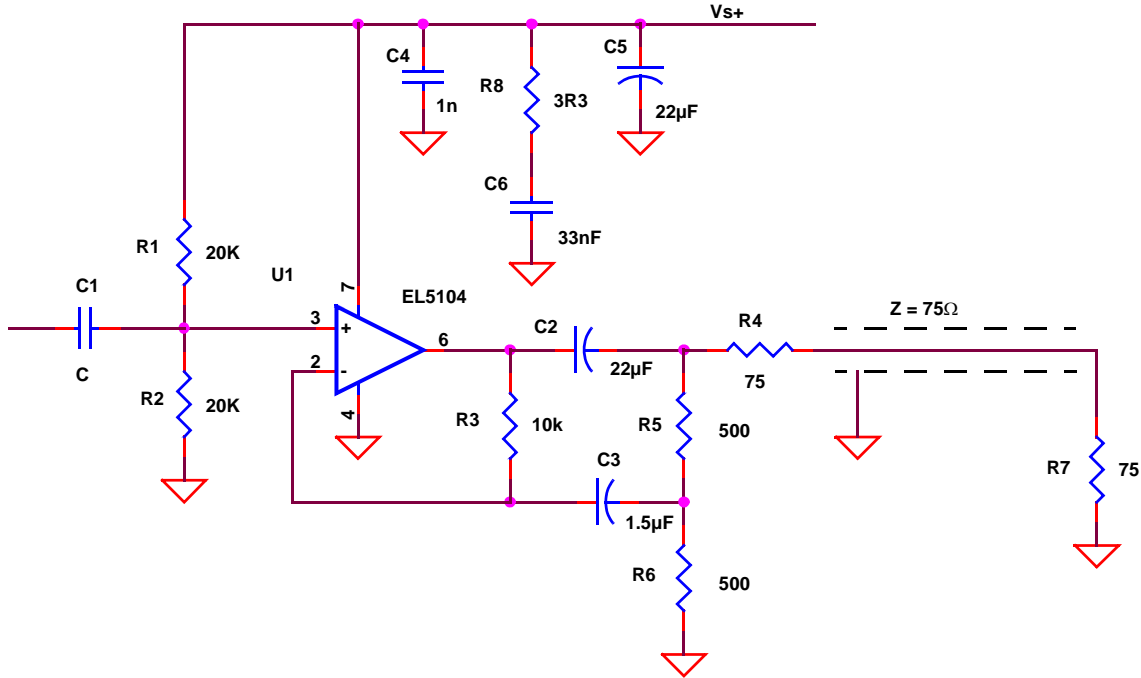 Vs+
C4
1n
R8
3R3
C5
22µF
C6
33nF
R1
20K
U1
7
EL5104
C1
C
3
+
2
-
6
4
R2
20K
C2
22µF
R4
75
Z = 75Ω
R3
10k
R5
500
C3
1.5µF
R7
75
R6
500